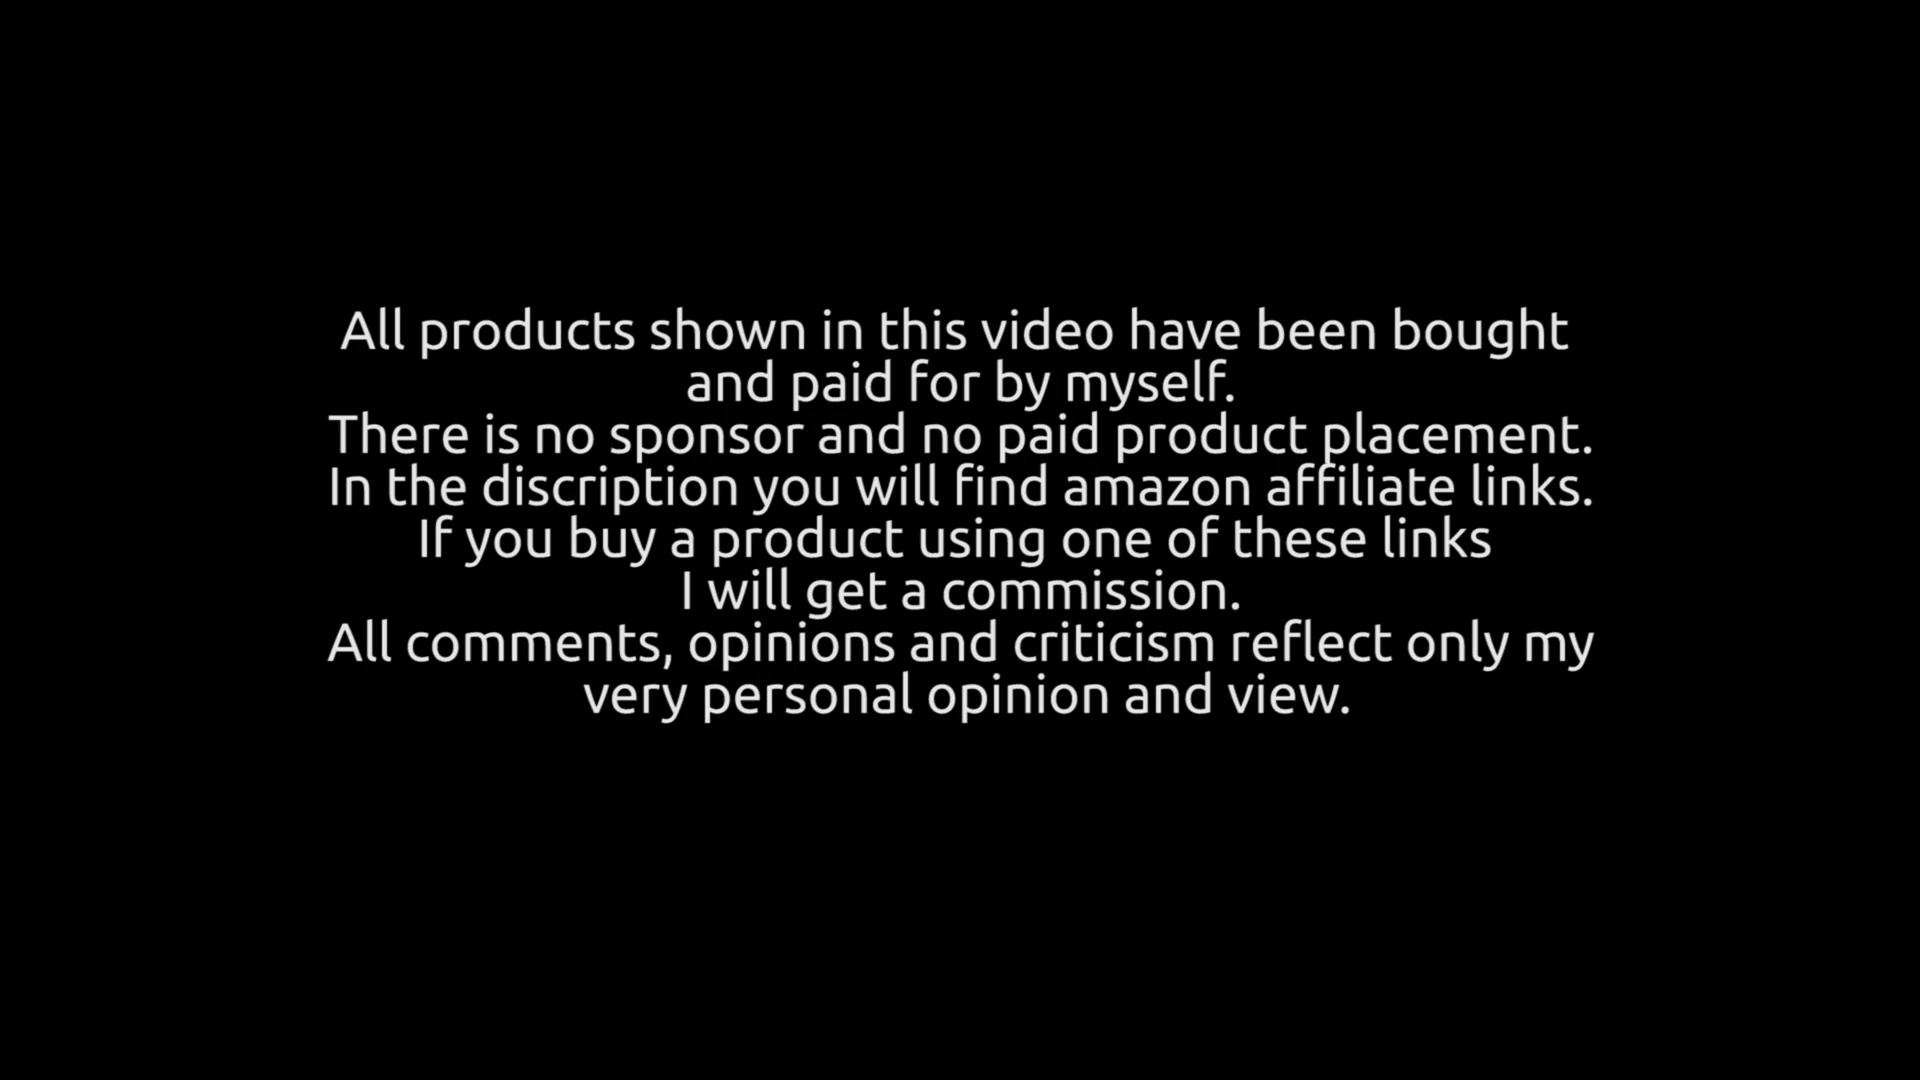 All products shown in this video have been bought
and paid for by myself.
There is no sponsor and no paid product placement.
In the discription you will find amazon affiliate links.
If you buy a product using one of these links
I will get a commission.
All comments, opinions and criticism reflect only my
very personal opinion and view.